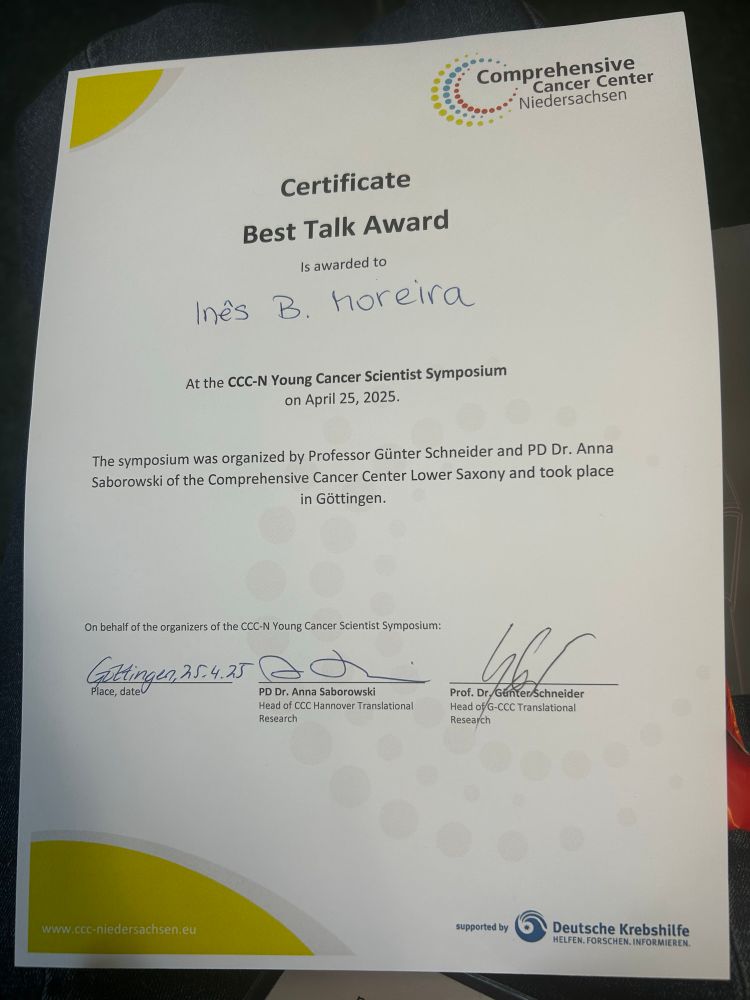 Comprehensive
Cancer Center
Niedersachsen
Certificate
Best Talk Award
Is awarded to
Inês B. Moreira
At the CCC-N Young Cancer Scientist Symposium
on April 25, 2025.
The symposium was organized by Professor Günter Schneider and PD Dr. Anna
Saborowski of the Comprehensive Cancer Center Lower Saxony and took place
in Göttingen.
On behalf of the organizers of the CCC-N Young Cancer Scientist Symposium:
Göttingen, 25.4.25
Place, date
PD Dr. Anna Saborowski
Head of CCC Hannover Translational
Research
Prof. Dr. Günter Schneider
Head of G-CCC Translational
Research
www.ccc-niedersachsen.eu
supported by
Deutsche Krebshilfe
HELFEN. FORSCHEN. INFORMIEREN.